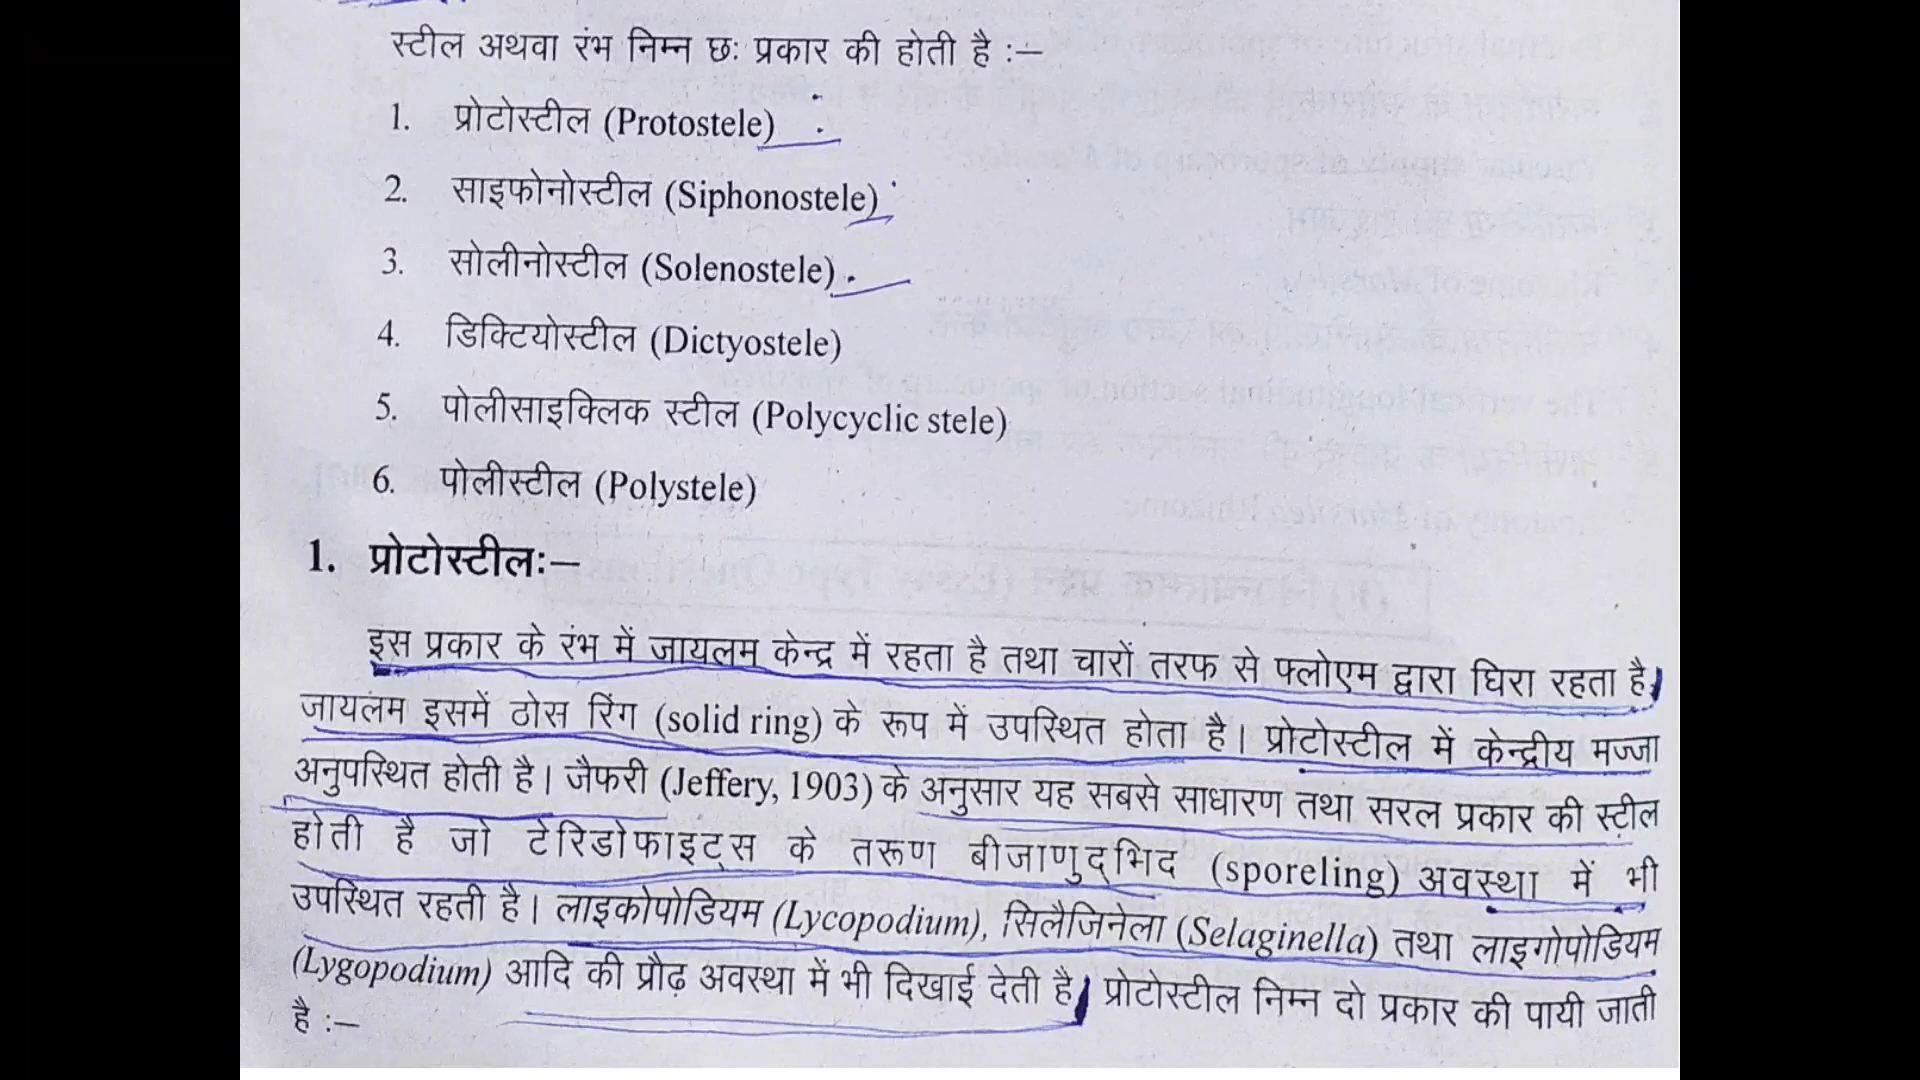 स्टील अथवा रंभ निम्न छः प्रकार की होती है :–
1. प्रोटोस्टील (Protostele)
2. साइफोनोस्टील (Siphonostele)
3. सोलीनोस्टील (Solenostele)
4. डिक्टियोस्टील (Dictyostele)
5. पोलीसाइक्लिक स्टील (Polycyclic stele)
6. पोलीस्टील (Polystele)
1. प्रोटोस्टीलः–
इस प्रकार के रंभ में जायलम केन्द्र में रहता है तथा चारों तरफ से फ्लोएम द्वारा घिरा रहता है
जायलम इसमें ठोस रिंग (solid ring) के रूप में उपस्थित होता है। प्रोटोस्टील में केन्द्रीय मज्जा
अनुपस्थित होती है। जैफरी (Jeffery, 1903) के अनुसार यह सबसे साधारण तथा सरल प्रकार की स्टील
होती है जो टेरिडोफाइट्स के तरूण बीजाणुद्भिद (sporeling) अवस्था में भी
उपस्थित रहती है। लाइकोपोडियम (Lycopodium), सिलैजिनेला (Selaginella) तथा लाइगोपोडियम
(Lygopodium) आदि की प्रौढ़ अवस्था में भी दिखाई देती है। प्रोटोस्टील निम्न दो प्रकार की पायी जाती
है :–